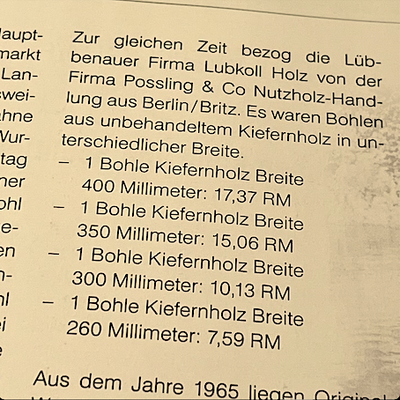 Zur gleichen Zeit bezog die Lüb-
benauer Firma Lubkoll Holz von der
Firma Possling & Co Nutzholz-Hand-
lung aus Berlin/Britz. Es waren Bohlen
aus unbehandeltem Kiefernholz in un-
terschiedlicher Breite.
– 1 Bohle Kiefernholz Breite
400 Millimeter: 17,37 RM
– 1 Bohle Kiefernholz Breite
350 Millimeter: 15,06 RM
– 1 Bohle Kiefernholz Breite
300 Millimeter: 10,13 RM
– 1 Bohle Kiefernholz Breite
260 Millimeter: 7,59 RM
Aus dem Jahre 1965 liegen Original